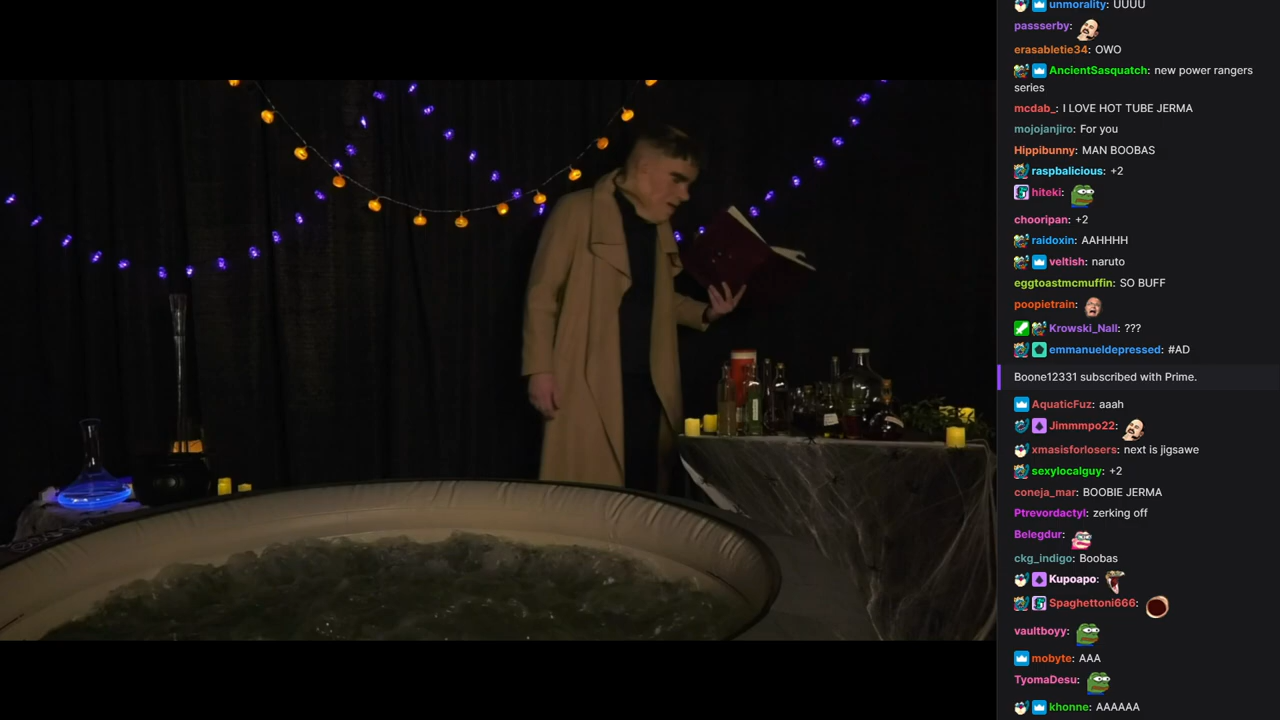 unmorality: UUUU
passserby:
erasabletie34: OWO
AncientSasquatch: new power rangers
series
mcdab_: I LOVE HOT TUBE JERMA
mojojanjiro: For you
Hippibunny: MAN BOOBAS
raspbalicious: +2
hiteki:
chooripan: +2
raidoxin: AAHHHH
veltish: naruto
eggtoastmcmuffin: SO BUFF
poopietrain:
Krowski_Nall: ???
emmanueldepressed: #AD
Boone12331 subscribed with Prime.
AquaticFuz: aaah
Jimmmpo22:
xmasisforlosers: next is jigsawe
sexylocalguy: +2
coneja_mar: BOOBIE JERMA
Ptrevordactyl: zerking off
Belegdur:
ckg_indigo: Boobas
Kupoapo:
Spaghettoni666:
vaultboyy:
mobyte: AAA
TyomaDesu:
khonne: AAAAAA